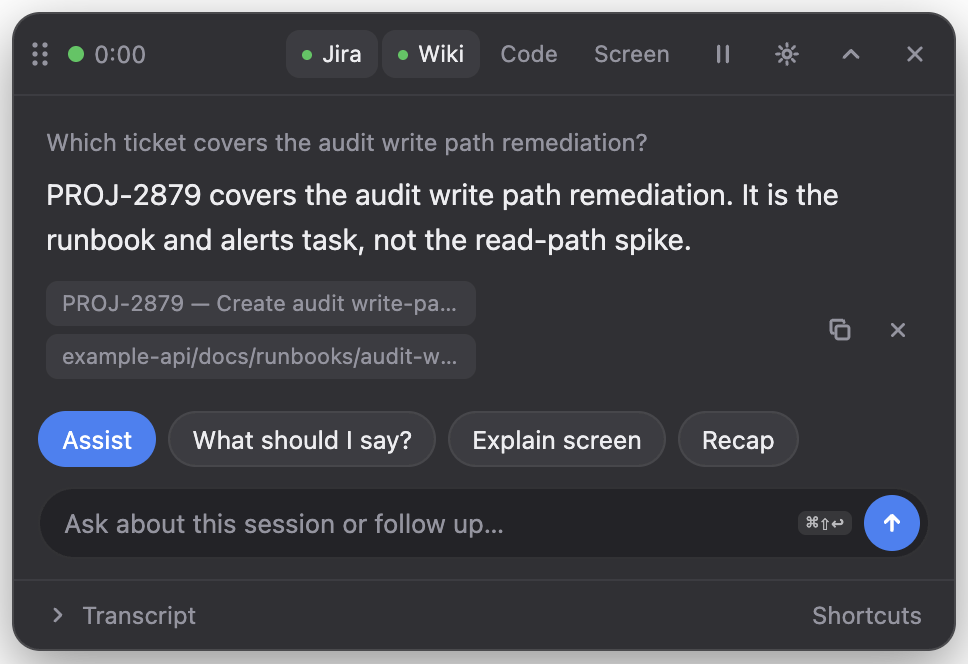 0:00 Jira Wiki Code Screen
Which ticket covers the audit write path remediation?
PROJ-2879 covers the audit write path remediation. It is the
runbook and alerts task, not the read-path spike.
PROJ-2879 — Create audit write-pa...
example-api/docs/runbooks/audit-w...
Assist What should I say? Explain screen Recap
Ask about this session or follow up... ⌘⇧↩
Transcript Shortcuts